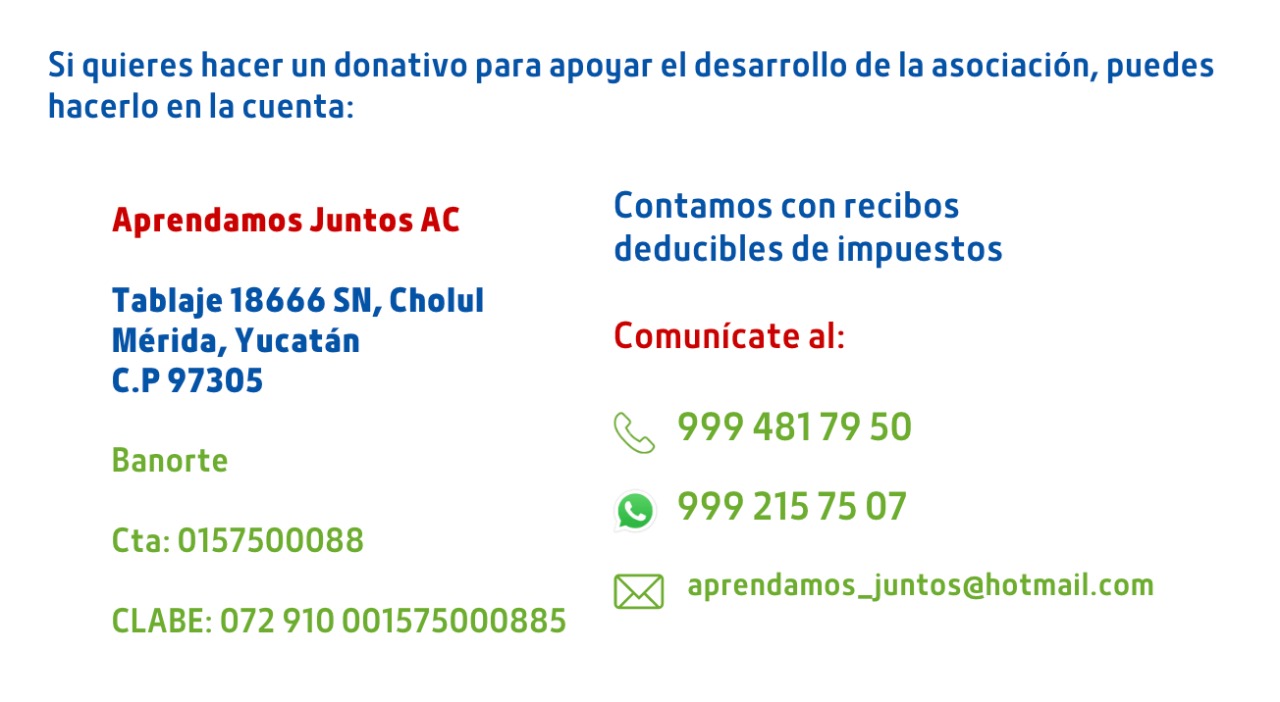 Si quieres hacer un donativo para apoyar el desarrollo de la asociación, puedes
hacerlo en la cuenta:
Aprendamos Juntos AC
Tablaje 18666 SN, Cholul
Mérida, Yucatán
C.P 97305
Banorte
Cta: 0157500088
CLABE: 072 910 001575000885
Contamos con recibos
deducibles de impuestos
Comunícate al:
999 481 79 50
999 215 75 07
aprendamos_juntos@hotmail.com